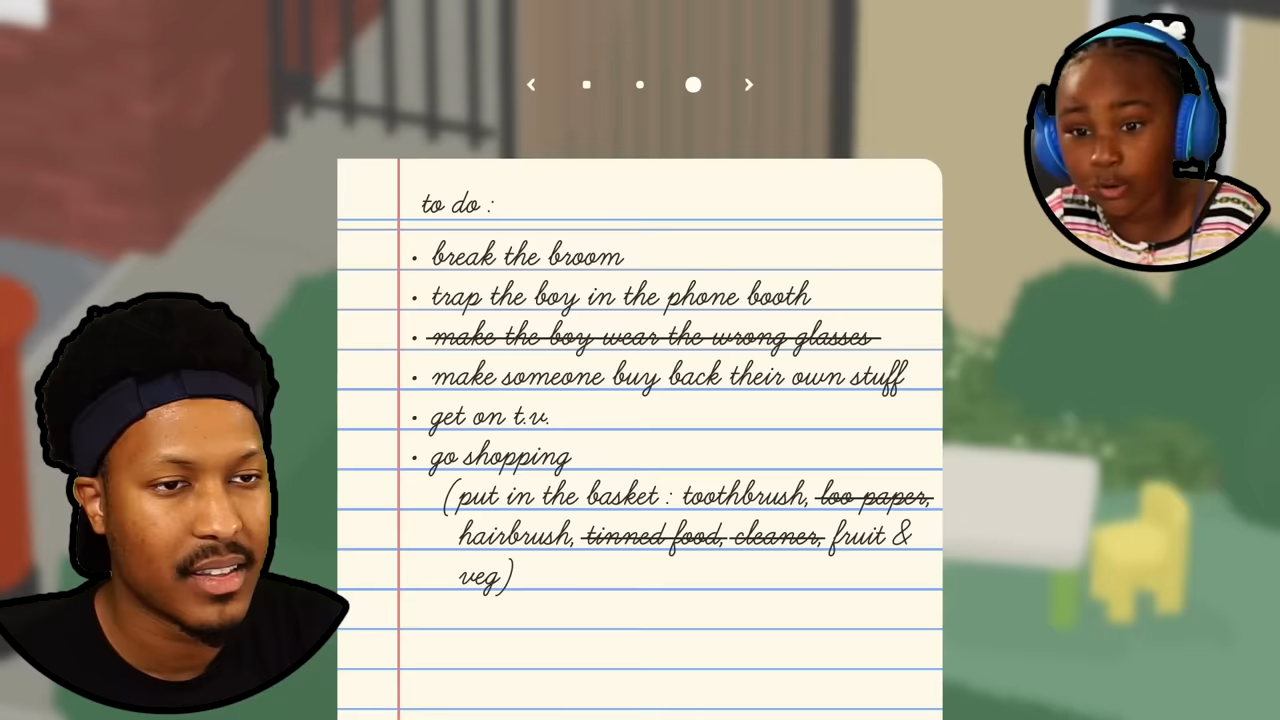 to do :
• break the broom
• trap the boy in the phone booth
• make the boy wear the wrong glasses
• make someone buy back their own stuff
• get on t.v.
• go shopping
(put in the basket : toothbrush, loo paper,
hairbrush, tinned food, cleaner, fruit &
veg)